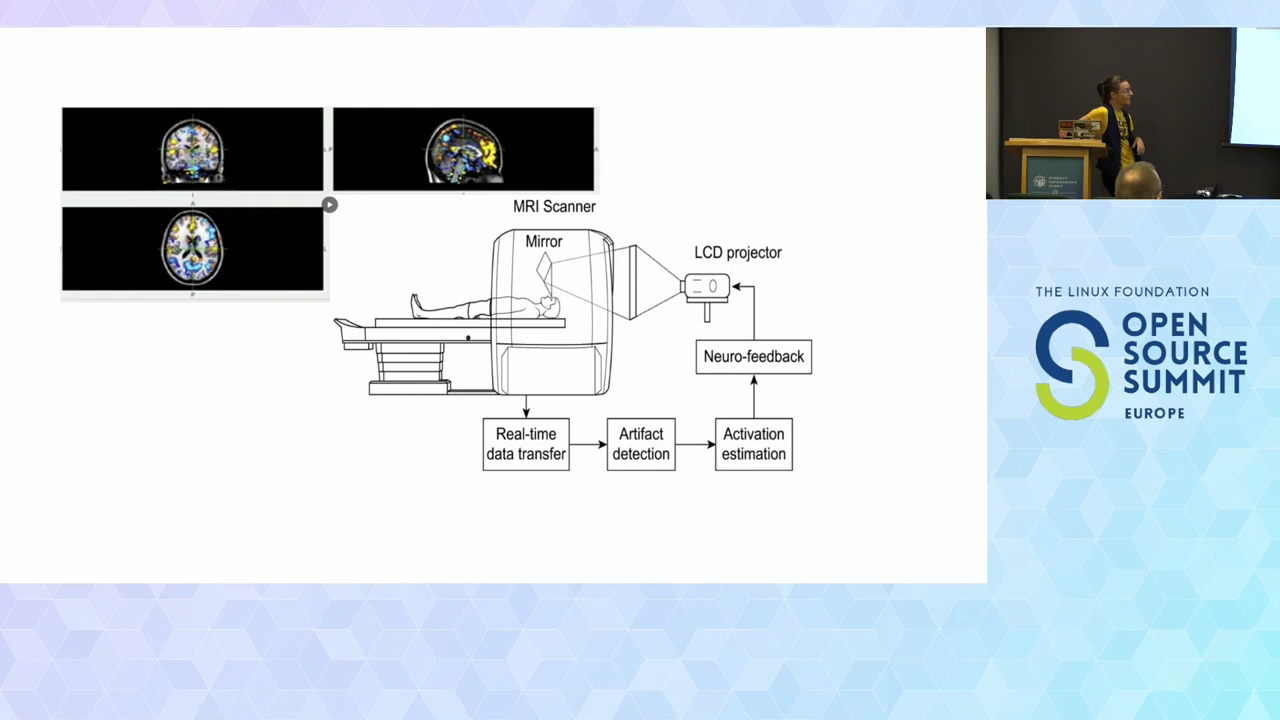 A
MRI Scanner
Mirror
LCD projector
Neuro-feedback
Real-time
data transfer
Artifact
detection
Activation
estimation
P
THE LINUX FOUNDATION
OPEN
SOURCE
SUMMIT
EUROPE